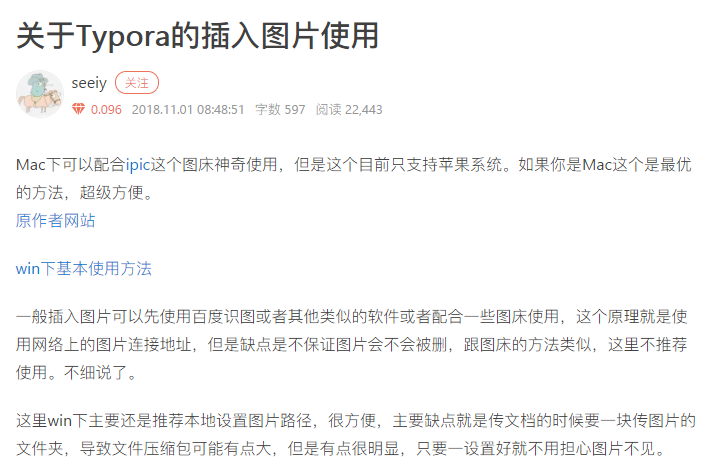 关于Typora的插入图片使用
seeiy 关注
0.096 2018.11.01 08:48:51 字数 597 阅读 22,443
Mac下可以配合ipic这个图床神奇使用，但是这个目前只支持苹果系统。如果你是Mac这个是最优
的方法，超级方便。
原作者网站
win下基本使用方法
一般插入图片可以先使用百度识图或者其他类似的软件或者配合一些图床使用，这个原理就是使
用网络上的图片连接地址，但是缺点是不保证图片会不会被删，跟图床的方法类似，这里不推荐
使用。不细说了。
这里win下主要还是推荐本地设置图片路径，很方便，主要缺点就是传文档的时候要一块传图片的
文件夹，导致文件压缩包可能有点大，但是有点很明显，只要一设置好就不用担心图片不见。